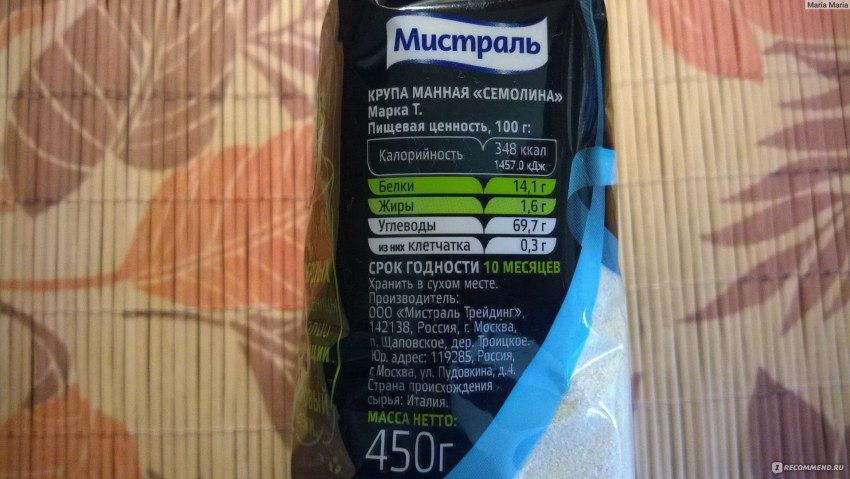 Maria Maria
Мистраль
КРУПА МАННАЯ «СЕМОЛИНА»
Марка Т.
Пищевая ценность, 100 г:
Калорийность 348 ккал
1457,0 кДж
Белки 14,1 г
Жиры 1,6 г
Углеводы 69,7 г
из них клетчатка 0,3 г
СРОК ГОДНОСТИ 10 МЕСЯЦЕВ
Хранить в сухом месте.
Производитель:
ООО «Мистраль Трейдинг»,
142138, Россия, г. Москва,
п. Щаповское, дер. Троицкое.
Юр. адрес: 119285, Россия,
г. Москва, ул. Пудовкина, д.4.
Страна происхождения
сырья: Италия.
МАССА НЕТТО:
450г
IRECOMMEND.RU